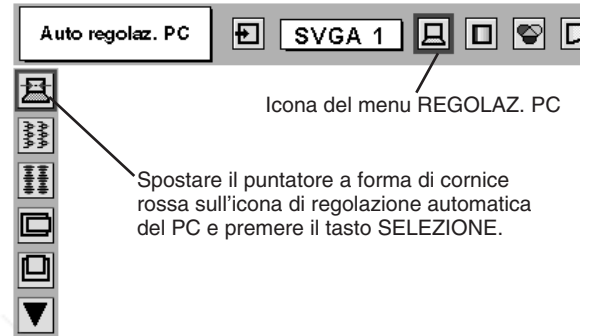 Auto regolaz. PC
SVGA 1
Icona del menu REGOLAZ. PC
Spostare il puntatore a forma di cornice
rossa sull'icona di regolazione automatica
del PC e premere il tasto SELEZIONE.